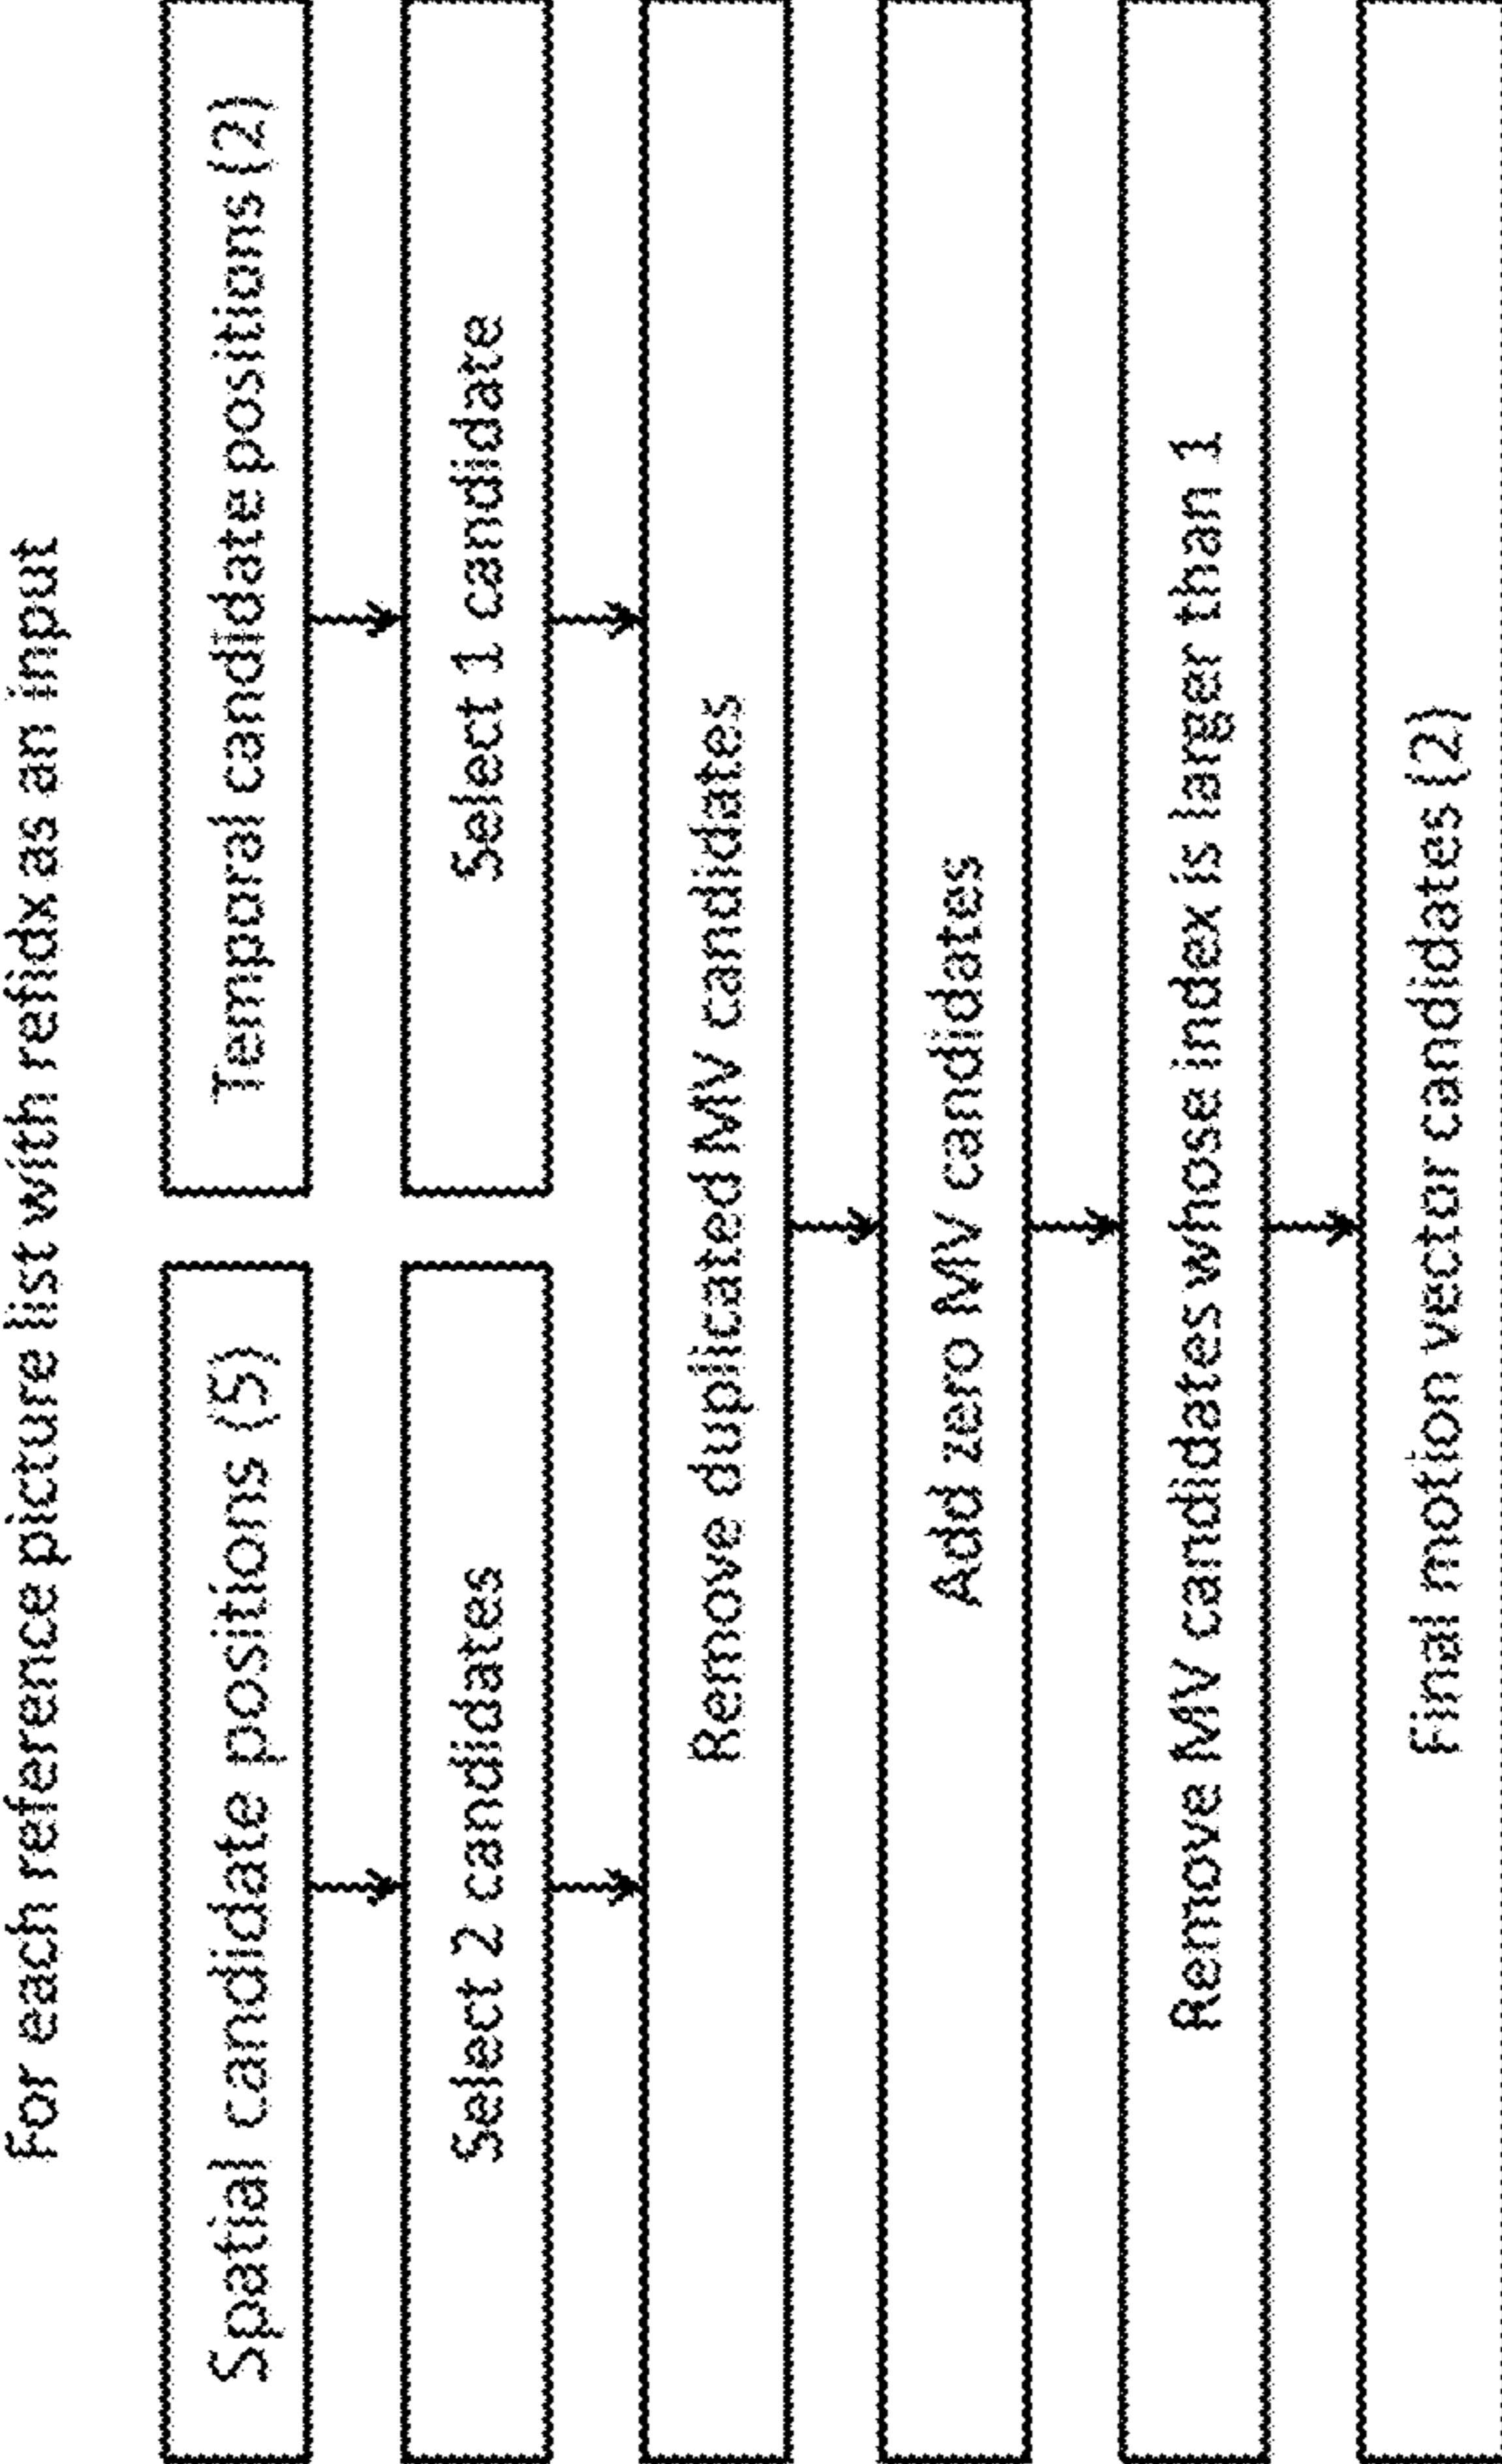 For each reference picture list with refidx as an input
Spatial candidate positions (5)
Temporal candidate positions (2)
Select 2 candidates
Select 1 candidate
Remove duplicated MV candidates
Add zero MV candidates
Remove MV candidates whose index is larger than 1
Final motion vector candidates (2)